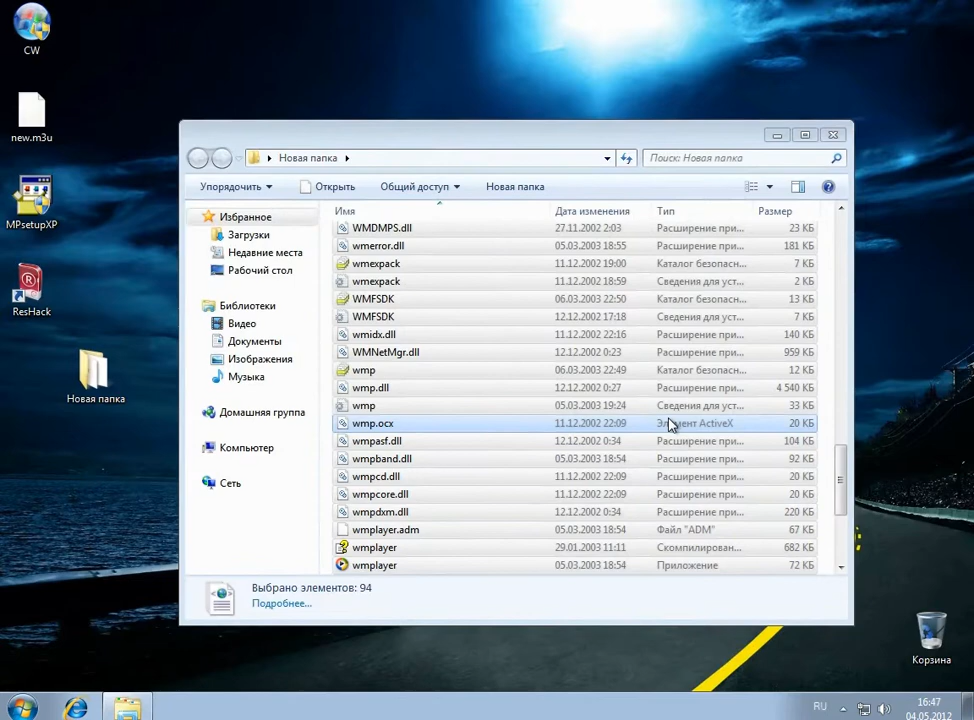 CW
new.m3u
MPsetupXP
ResHack
Новая папка
Новая папка
Поиск: Новая папка
Упорядочить
Открыть
Общий доступ
Новая папка
Избранное
Загрузки
Недавние места
Рабочий стол
Библиотеки
Видео
Документы
Изображения
Музыка
Домашняя группа
Компьютер
Сеть
Имя Дата изменения Тип Размер
WMDMPS.dll 27.11.2002 2:03 Расширение при... 23 КБ
wmerror.dll 05.03.2003 18:55 Расширение при... 181 КБ
wmexpack 11.12.2002 19:00 Каталог безопасн... 7 КБ
wmexpack 11.12.2002 18:59 Сведения для уст... 2 КБ
WMFSDK 06.03.2003 22:50 Каталог безопасн... 13 КБ
WMFSDK 12.12.2002 17:18 Сведения для уст... 7 КБ
wmidx.dll 11.12.2002 22:16 Расширение при... 140 КБ
WMNetMgr.dll 12.12.2002 0:23 Расширение при... 959 КБ
wmp 06.03.2003 22:49 Каталог безопасн... 12 КБ
wmp.dll 12.12.2002 0:27 Расширение при... 4 540 КБ
wmp 05.03.2003 19:24 Сведения для уст... 33 КБ
wmp.ocx 11.12.2002 22:09 Элемент ActiveX 20 КБ
wmpasf.dll 12.12.2002 0:34 Расширение при... 104 КБ
wmpband.dll 05.03.2003 18:54 Расширение при... 92 КБ
wmpcd.dll 11.12.2002 22:09 Расширение при... 20 КБ
wmpcore.dll 11.12.2002 22:09 Расширение при... 20 КБ
wmpdxm.dll 12.12.2002 0:34 Расширение при... 220 КБ
wmplayer.adm 05.03.2003 18:54 Файл "ADM" 67 КБ
wmplayer 29.01.2003 11:11 Скомпилирован... 682 КБ
wmplayer 05.03.2003 18:54 Приложение 72 КБ
Выбрано элементов: 94
Подробнее...
Корзина
RU
16:47
04.05.2012